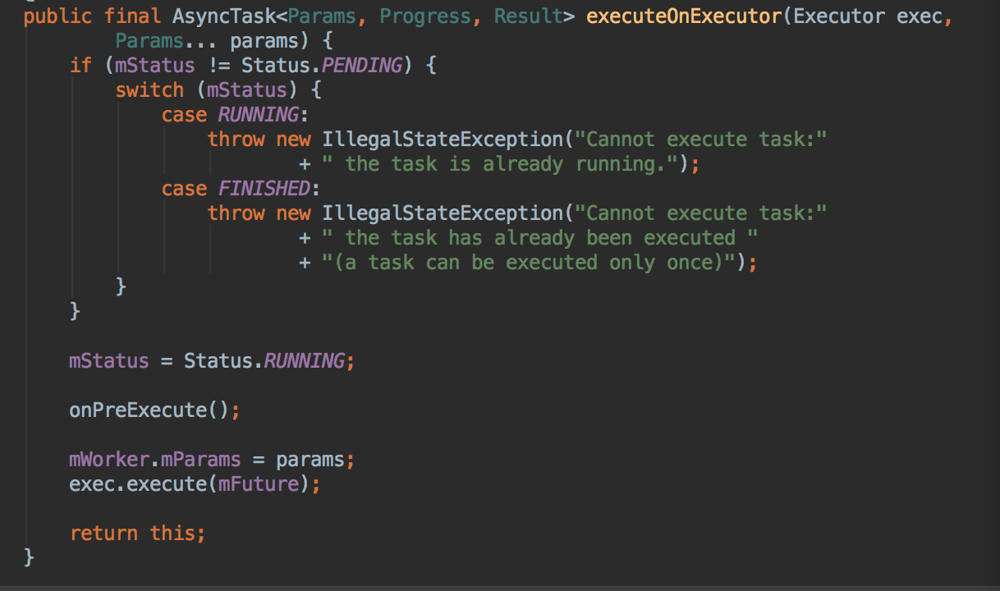 public final AsyncTask<Params, Progress, Result> executeOnExecutor(Executor exec,
        Params... params) {
    if (mStatus != Status.PENDING) {
        switch (mStatus) {
            case RUNNING:
                throw new IllegalStateException("Cannot execute task:"
                        + " the task is already running.");
            case FINISHED:
                throw new IllegalStateException("Cannot execute task:"
                        + " the task has already been executed "
                        + "(a task can be executed only once)");
        }
    }

    mStatus = Status.RUNNING;

    onPreExecute();

    mWorker.mParams = params;
    exec.execute(mFuture);

    return this;
}